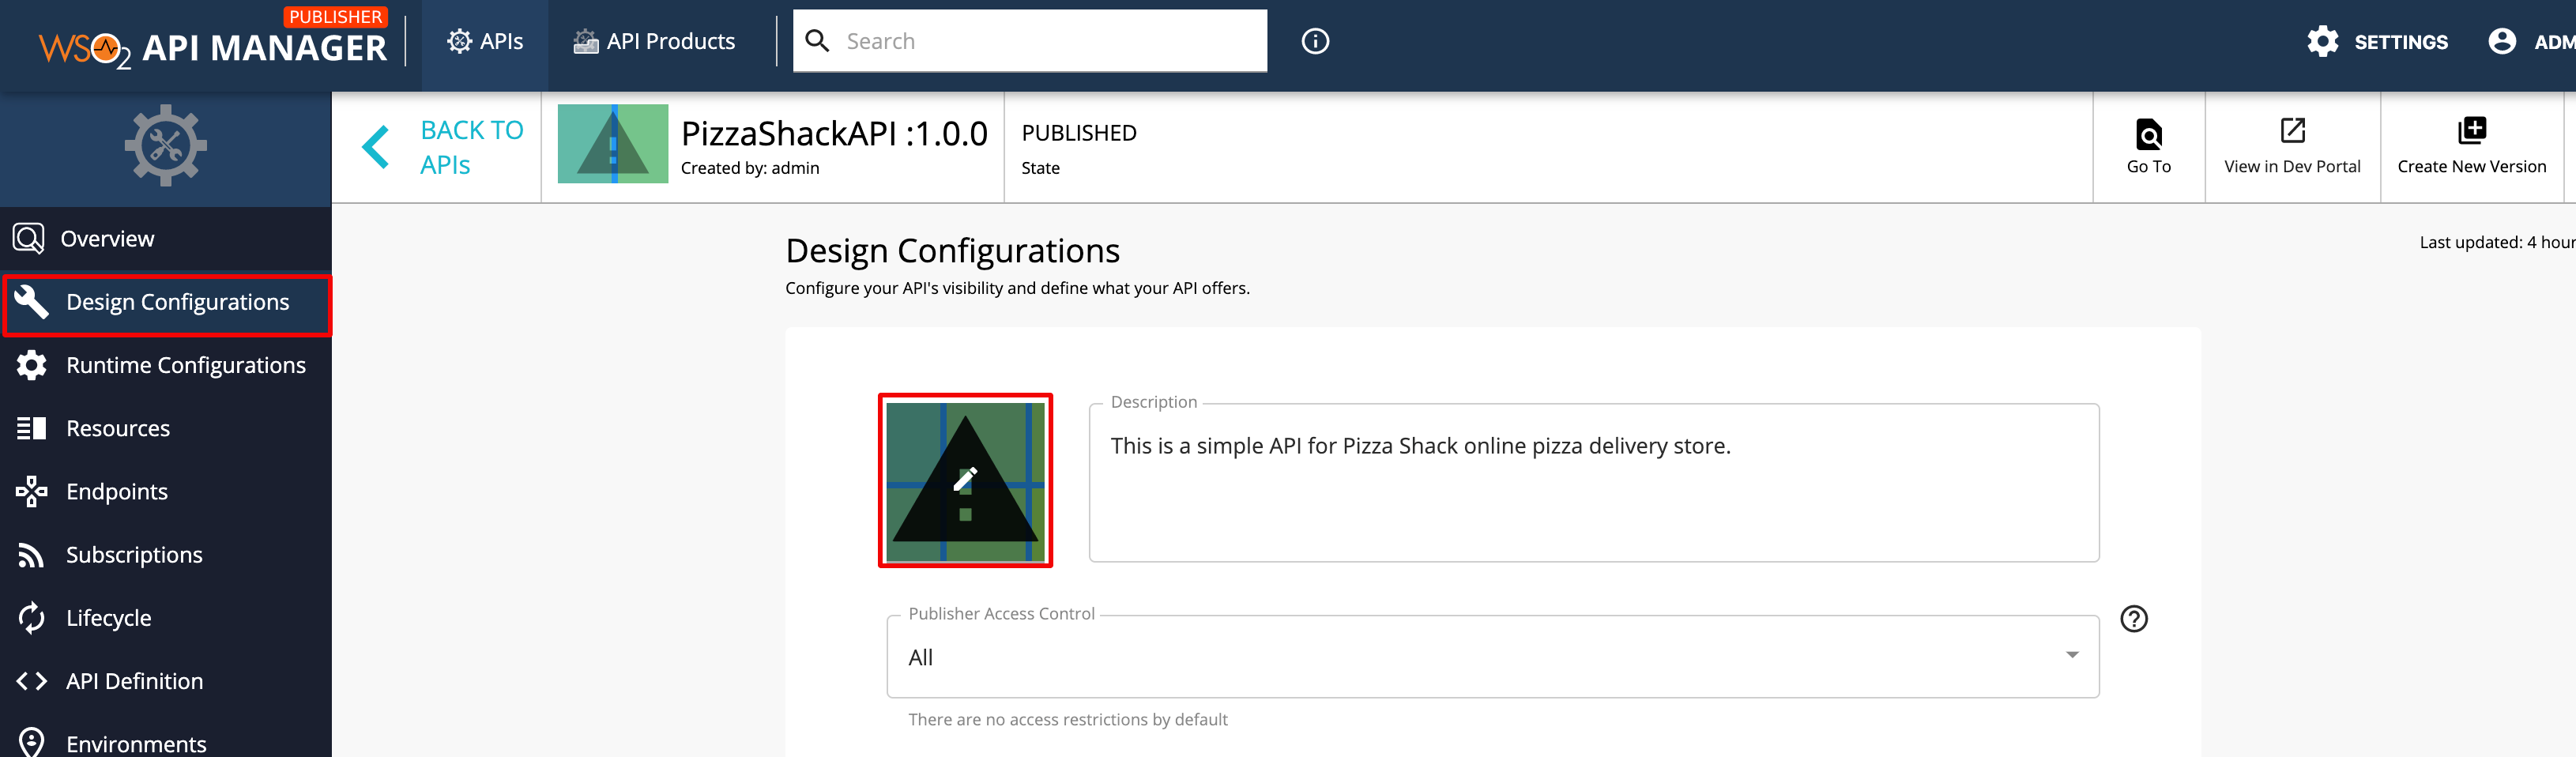 PUBLISHER
WSO2 API MANAGER
APIs
API Products
Search
SETTINGS
ADM
BACK TO
APIs
PizzaShackAPI :1.0.0
Created by: admin
PUBLISHED
State
Go To
View in Dev Portal
Create New Version
Overview
Design Configurations
Runtime Configurations
Resources
Endpoints
Subscriptions
Lifecycle
API Definition
Environments
Design Configurations
Configure your API's visibility and define what your API offers.
Last updated: 4 hour
Description
This is a simple API for Pizza Shack online pizza delivery store.
Publisher Access Control
All
There are no access restrictions by default